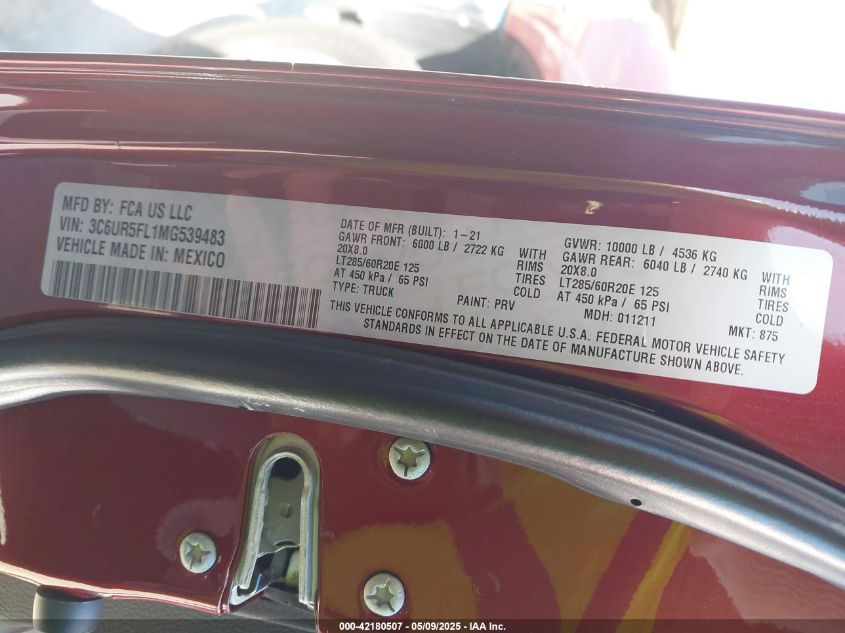 MFD BY: FCA US LLC
VIN: 3C6UR5FL1MG539483
VEHICLE MADE IN: MEXICO
DATE OF MFR (BUILT): 1-21
GAWR FRONT: 6000 LB / 2722 KG WITH
20X8.0 RIMS
LT285/60R20E 125 TIRES
AT 450 kPa / 65 PSI COLD
TYPE: TRUCK PAINT: PRV
GVWR: 10000 LB / 4536 KG
GAWR REAR: 6040 LB / 2740 KG WITH
20X8.0 RIMS
LT285/60R20E 125 TIRES
AT 450 kPa / 65 PSI COLD
MDH: 011211 MKT: 875
THIS VEHICLE CONFORMS TO ALL APPLICABLE U.S.A. FEDERAL MOTOR VEHICLE SAFETY
STANDARDS IN EFFECT ON THE DATE OF MANUFACTURE SHOWN ABOVE.
000-42180507 - 05/09/2025 - IAA Inc.